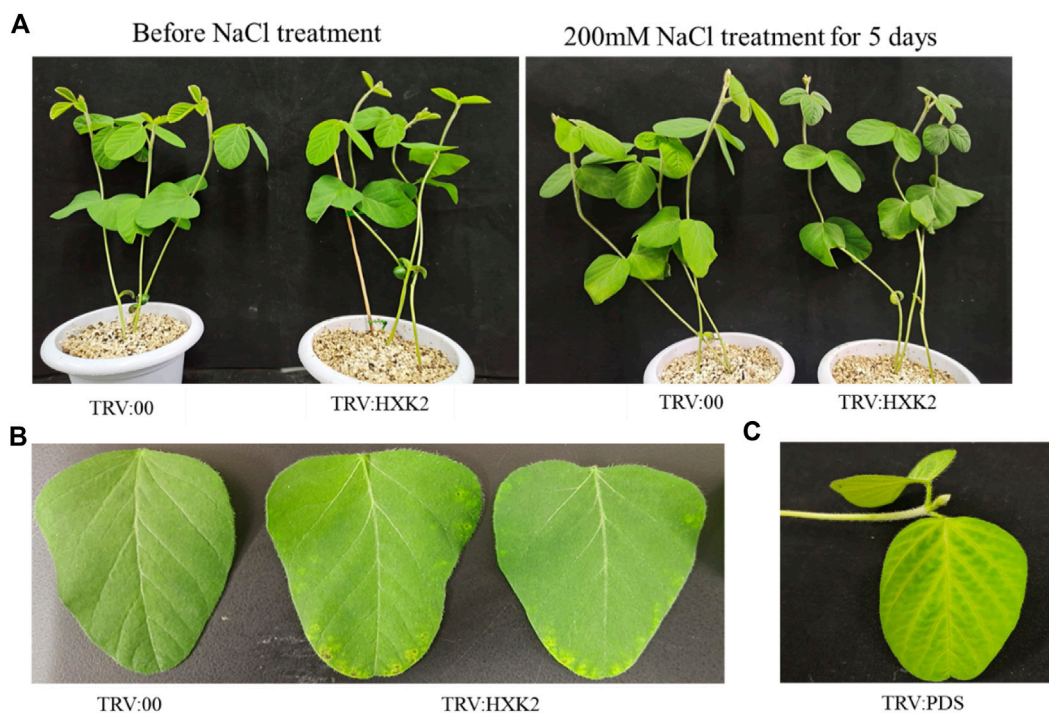 A
Before NaCl treatment
200mM NaCl treatment for 5 days
TRV:00
TRV:HXK2
TRV:00
TRV:HXK2
B
C
TRV:00
TRV:HXK2
TRV:PDS